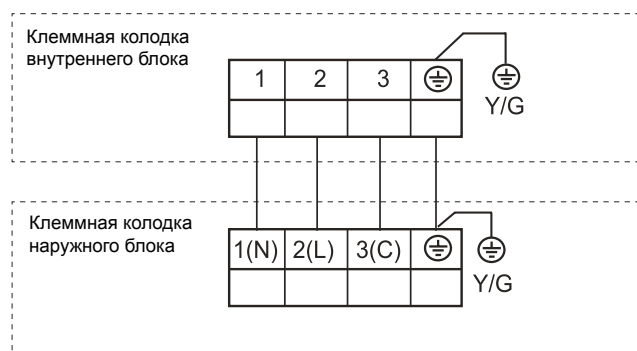 Клеммная колодка
внутреннего блока
1 2 3
Y/G
Клеммная колодка
наружного блока
1(N) 2(L) 3(C)
Y/G